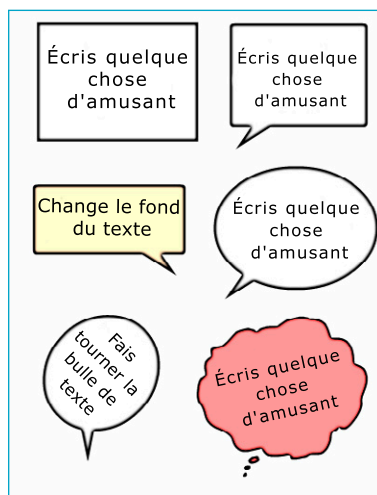 Écris quelque
chose
d'amusant
Écris quelque
chose
d'amusant
Change le fond
du texte
Écris quelque
chose
d'amusant
Fais
tourner la
bulle de
texte
Écris quelque
chose
d'amusant